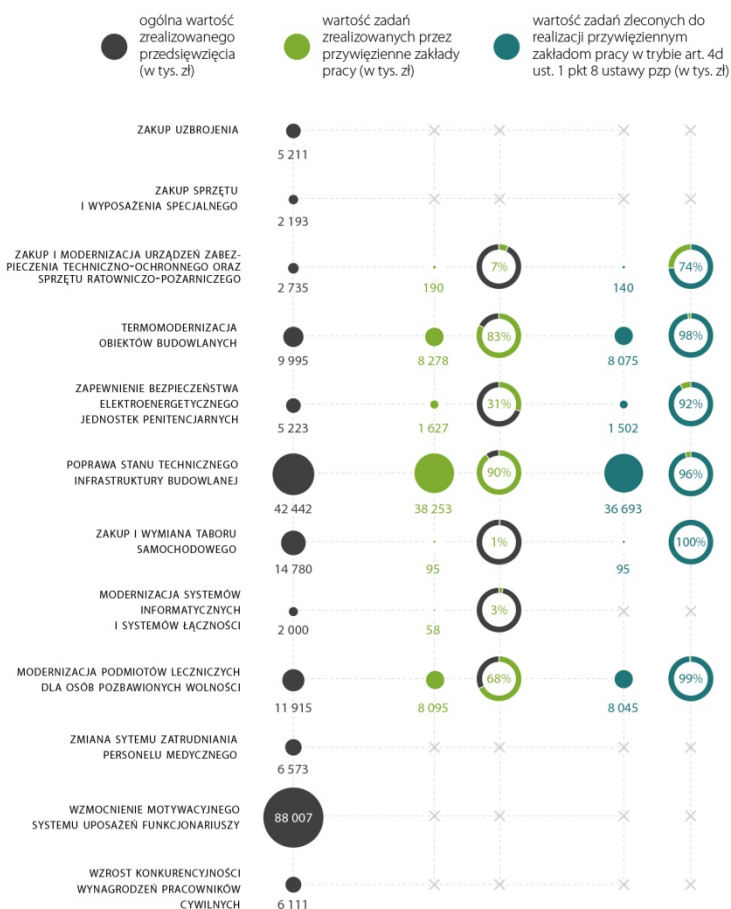 ogólna wartość
zrealizowanego
przedsięwzięcia
(w tys. zł)
wartość zadań
zrealizowanych przez
przywięzienne zakłady
pracy (w tys. zł)
wartość zadań zleconych do
realizacji przywięziennym
zakładom pracy w trybie art. 4d
ust. 1 pkt 8 ustawy pzp (w tys. zł)
ZAKUP UZBROJENIA
5 211
ZAKUP SPRZĘTU
I WYPOSAŻENIA SPECJALNEGO
2 193
ZAKUP I MODERNIZACJA URZĄDZEŃ ZABEZ-
PIECZENIA TECHNICZNO-OCHRONNEGO ORAZ
SPRZĘTU RATOWNICZO-POŻARNICZEGO
7% 74%
2 735 190 140
TERMOMODERNIZACJA
OBIEKTÓW BUDOWLANYCH
83% 98%
9 995 8 278 8 075
ZAPEWNIENIE BEZPIECZEŃSTWA
ELEKTROENERGETYCZNEGO
JEDNOSTEK PENITENCJARNYCH
31% 92%
5 223 1 627 1 502
POPRAWA STANU TECHNICZNEGO
INFRASTRUKTURY BUDOWLANEJ
90% 96%
42 442 38 253 36 693
ZAKUP I WYMIANA TABORU
SAMOCHODOWEGO
1% 100%
14 780 95 95
MODERNIZACJA SYSTEMÓW
INFORMATYCZNYCH
I SYSTEMÓW ŁĄCZNOŚCI
3%
2 000 58
MODERNIZACJA PODMIOTÓW LECZNICZYCH
DLA OSÓB POZBAWIONYCH WOLNOŚCI
68% 99%
11 915 8 095 8 045
ZMIANA SYTEMU ZATRUDNIANIA
PERSONELU MEDYCZNEGO
6 573
WZMOCNIENIE MOTYWACYJNEGO
SYSTEMU UPOSAŻEŃ FUNKCJONARIUSZY
88 007
WZROST KONKURENCYJNOŚCI
WYNAGRODZEŃ PRACOWNIKÓW
CYWILNYCH
6 111